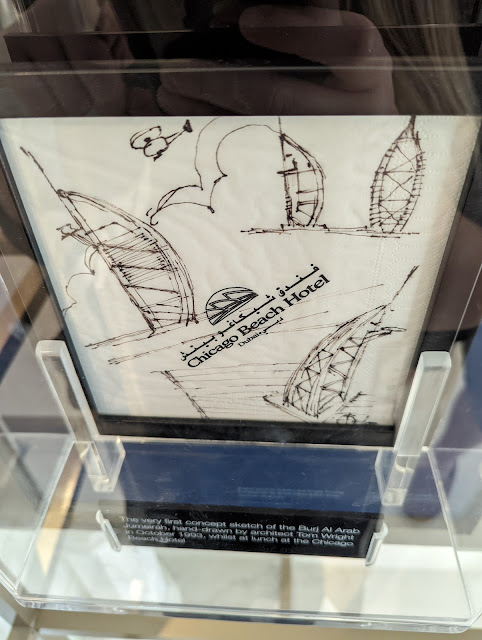 فندق شيكاغو بيتش
Chicago Beach Hotel
Dubai دبي
The very first concept sketch of the Burj Al Arab
Jumeirah, hand-drawn by architect Tom Wright
in October 1993, whilst at lunch at the Chicago
Beach Hotel